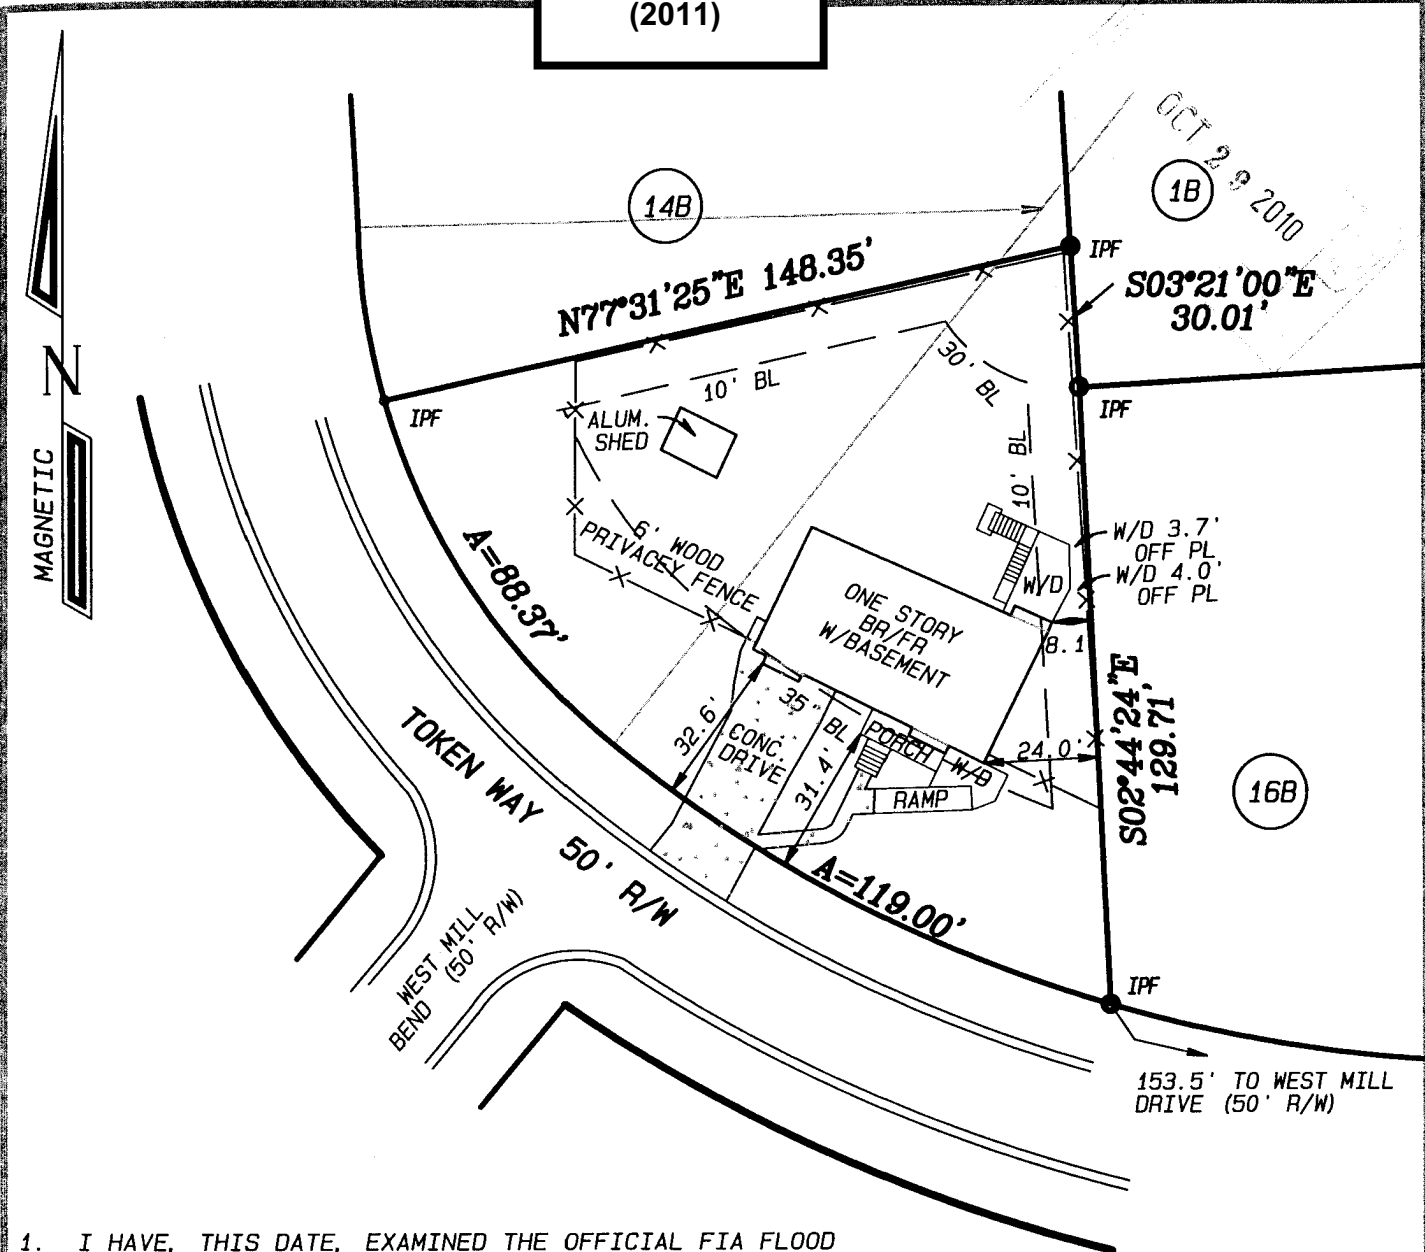 (2011)
OCT 29 2010
14B
1B
IPF
N77°31'25"E 148.35'
S03°21'00"E
30.01'
10' BL
30' BL
IPF
IPF
ALUM.
SHED
N
MAGNETIC
10' BL
6' WOOD
PRIVACEY FENCE
A=88.37'
W/D 3.7'
OFF PL
W/D 4.0'
OFF PL
W/D
ONE STORY
BR/FR
W/BASEMENT
8.1
35' BL
32.6'
CONC.
DRIVE
31.4'
PORCH
W/D
24.0'
RAMP
S02°44'24"E
129.71'
16B
TOKEN WAY 50' R/W
A=119.00'
WEST MILL
BEND (50' R/W)
IPF
153.5' TO WEST MILL
DRIVE (50' R/W)
1. I HAVE, THIS DATE, EXAMINED THE OFFICIAL FIA FLOOD